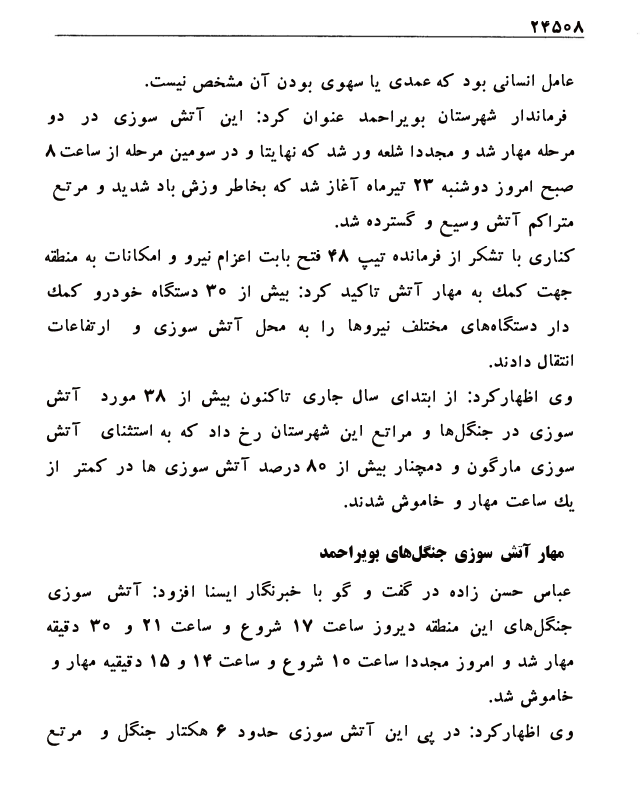 ۲۴۵۰۸
عامل انسانی بود که عمدی یا سهوی بودن آن مشخص نیست.
فرماندار شهرستان بویراحمد عنوان کرد: این آتش سوزی در دو
مرحله مهار شد و مجددا شلعه ور شد که نهایتا و در سومین مرحله از ساعت ۸
صبح امروز دوشنبه ۲۳ تیرماه آغاز شد که بخاطر وزش باد شدید و مرتع
متراکم آتش وسیع و گسترده شد.
کناری با تشکر از فرمانده تیپ ۴۸ فتح بابت اعزام نیرو و امکانات به منطقه
جهت کمك به مهار آتش تاکید کرد: بیش از ۳۰ دستگاه خودرو کمك
دار دستگاه‌های مختلف نیروها را به محل آتش سوزی و ارتفاعات
انتقال دادند.
وی اظهارکرد: از ابتدای سال جاری تاکنون بیش از ۳۸ مورد آتش
سوزی در جنگل‌ها و مراتع این شهرستان رخ داد که به استثنای آتش
سوزی مارگون و دمچنار بیش از ۸۰ درصد آتش سوزی ها در کمتر از
یك ساعت مهار و خاموش شدند.
مهار آتش سوزی جنگل‌های بویراحمد
عباس حسن زاده در گفت و گو با خبرنگار ایسنا افزود: آتش سوزی
جنگل‌های این منطقه دیروز ساعت ۱۷ شروع و ساعت ۲۱ و ۳۰ دقیقه
مهار شد و امروز مجددا ساعت ۱۰ شروع و ساعت ۱۴ و ۱۵ دقیقیه مهار و
خاموش شد.
وی اظهارکرد: در پی این آتش سوزی حدود ۶ هکتار جنگل و مرتع